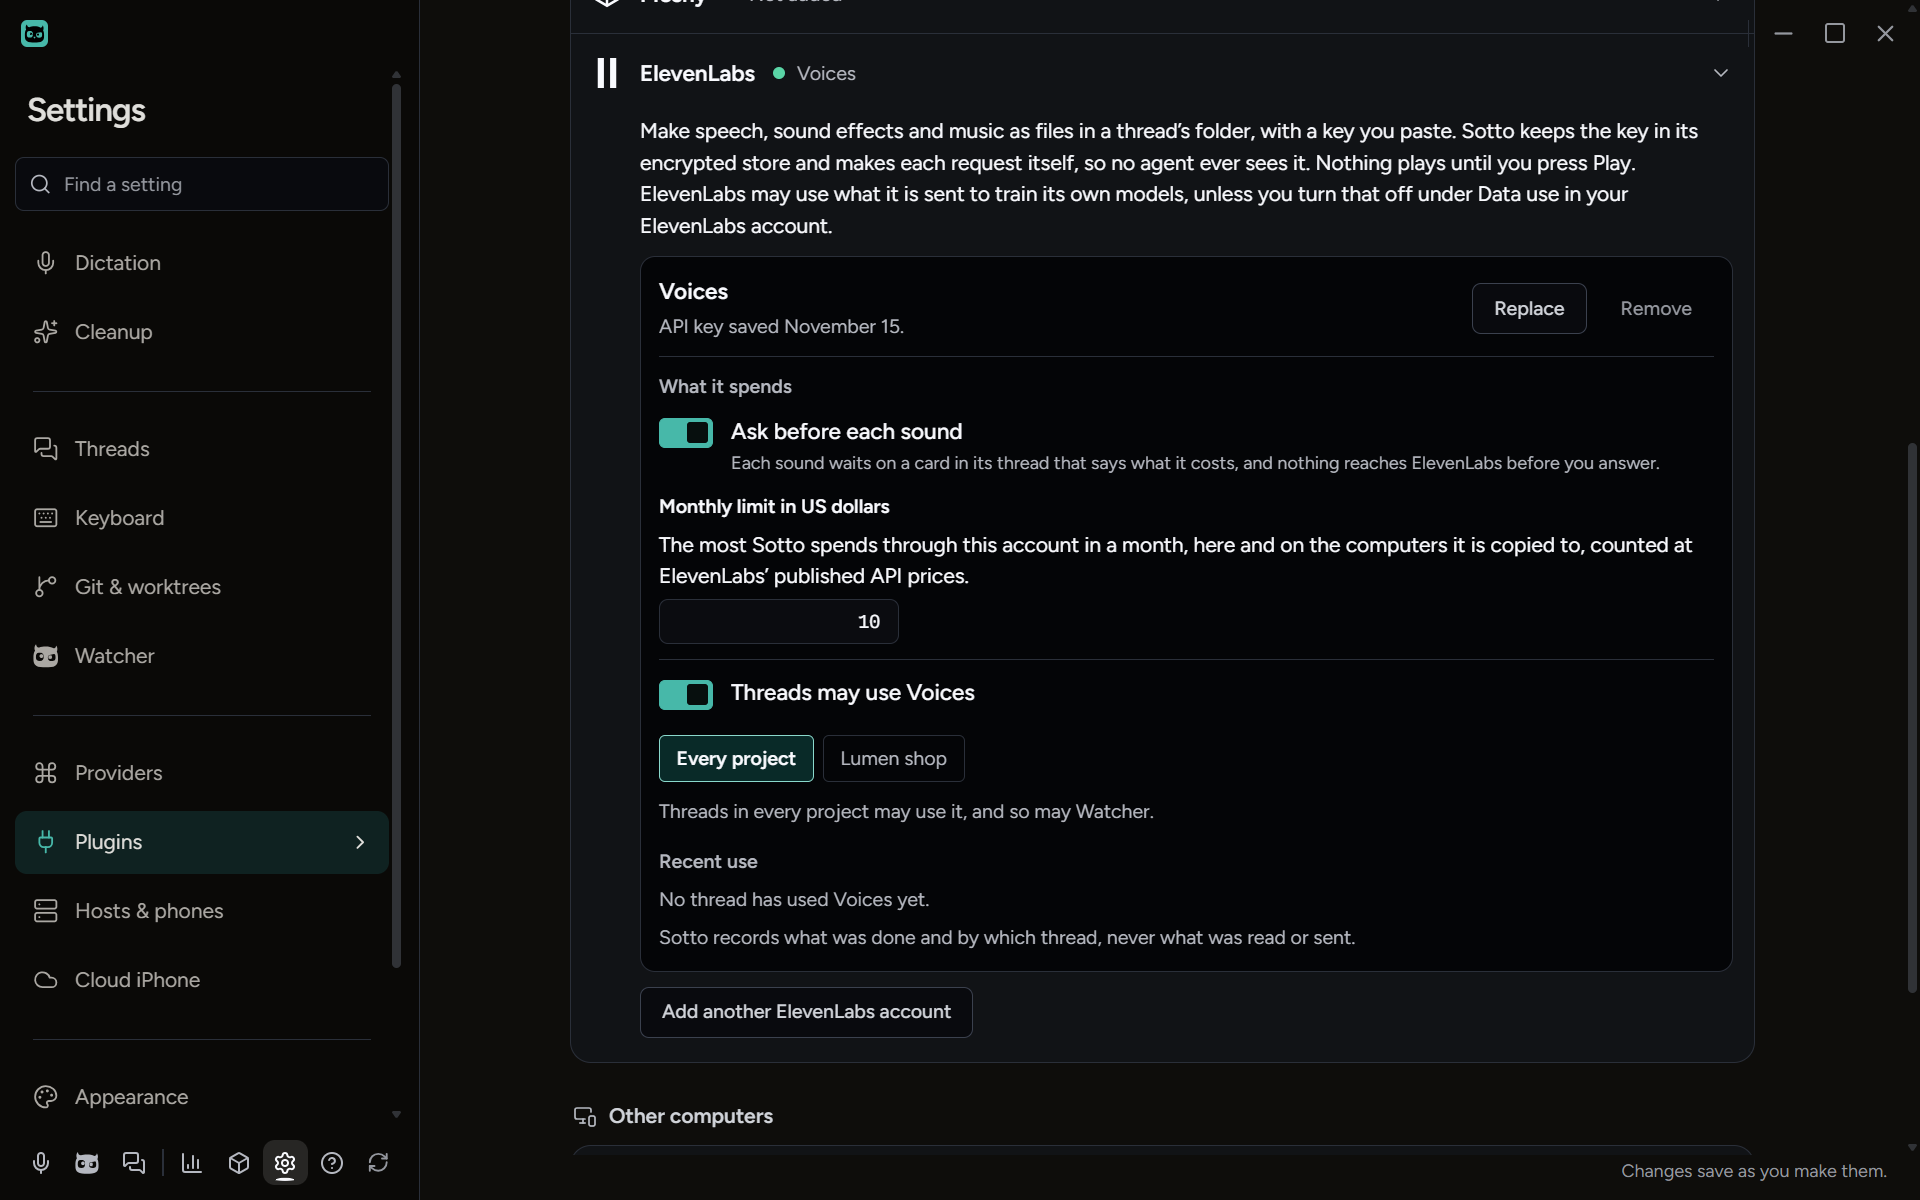 Settings
Find a setting
Dictation
Cleanup
Threads
Keyboard
Git & worktrees
Watcher
Providers
Plugins
Hosts & phones
Cloud iPhone
Appearance
ElevenLabs
Voices
Make speech, sound effects and music as files in a thread’s folder, with a key you paste. Sotto keeps the key in its
encrypted store and makes each request itself, so no agent ever sees it. Nothing plays until you press Play.
ElevenLabs may use what it is sent to train its own models, unless you turn that off under Data use in your
ElevenLabs account.
Voices
API key saved November 15.
Replace
Remove
What it spends
Ask before each sound
Each sound waits on a card in its thread that says what it costs, and nothing reaches ElevenLabs before you answer.
Monthly limit in US dollars
The most Sotto spends through this account in a month, here and on the computers it is copied to, counted at
ElevenLabs’ published API prices.
10
Threads may use Voices
Every project
Lumen shop
Threads in every project may use it, and so may Watcher.
Recent use
No thread has used Voices yet.
Sotto records what was done and by which thread, never what was read or sent.
Add another ElevenLabs account
Other computers
Changes save as you make them.